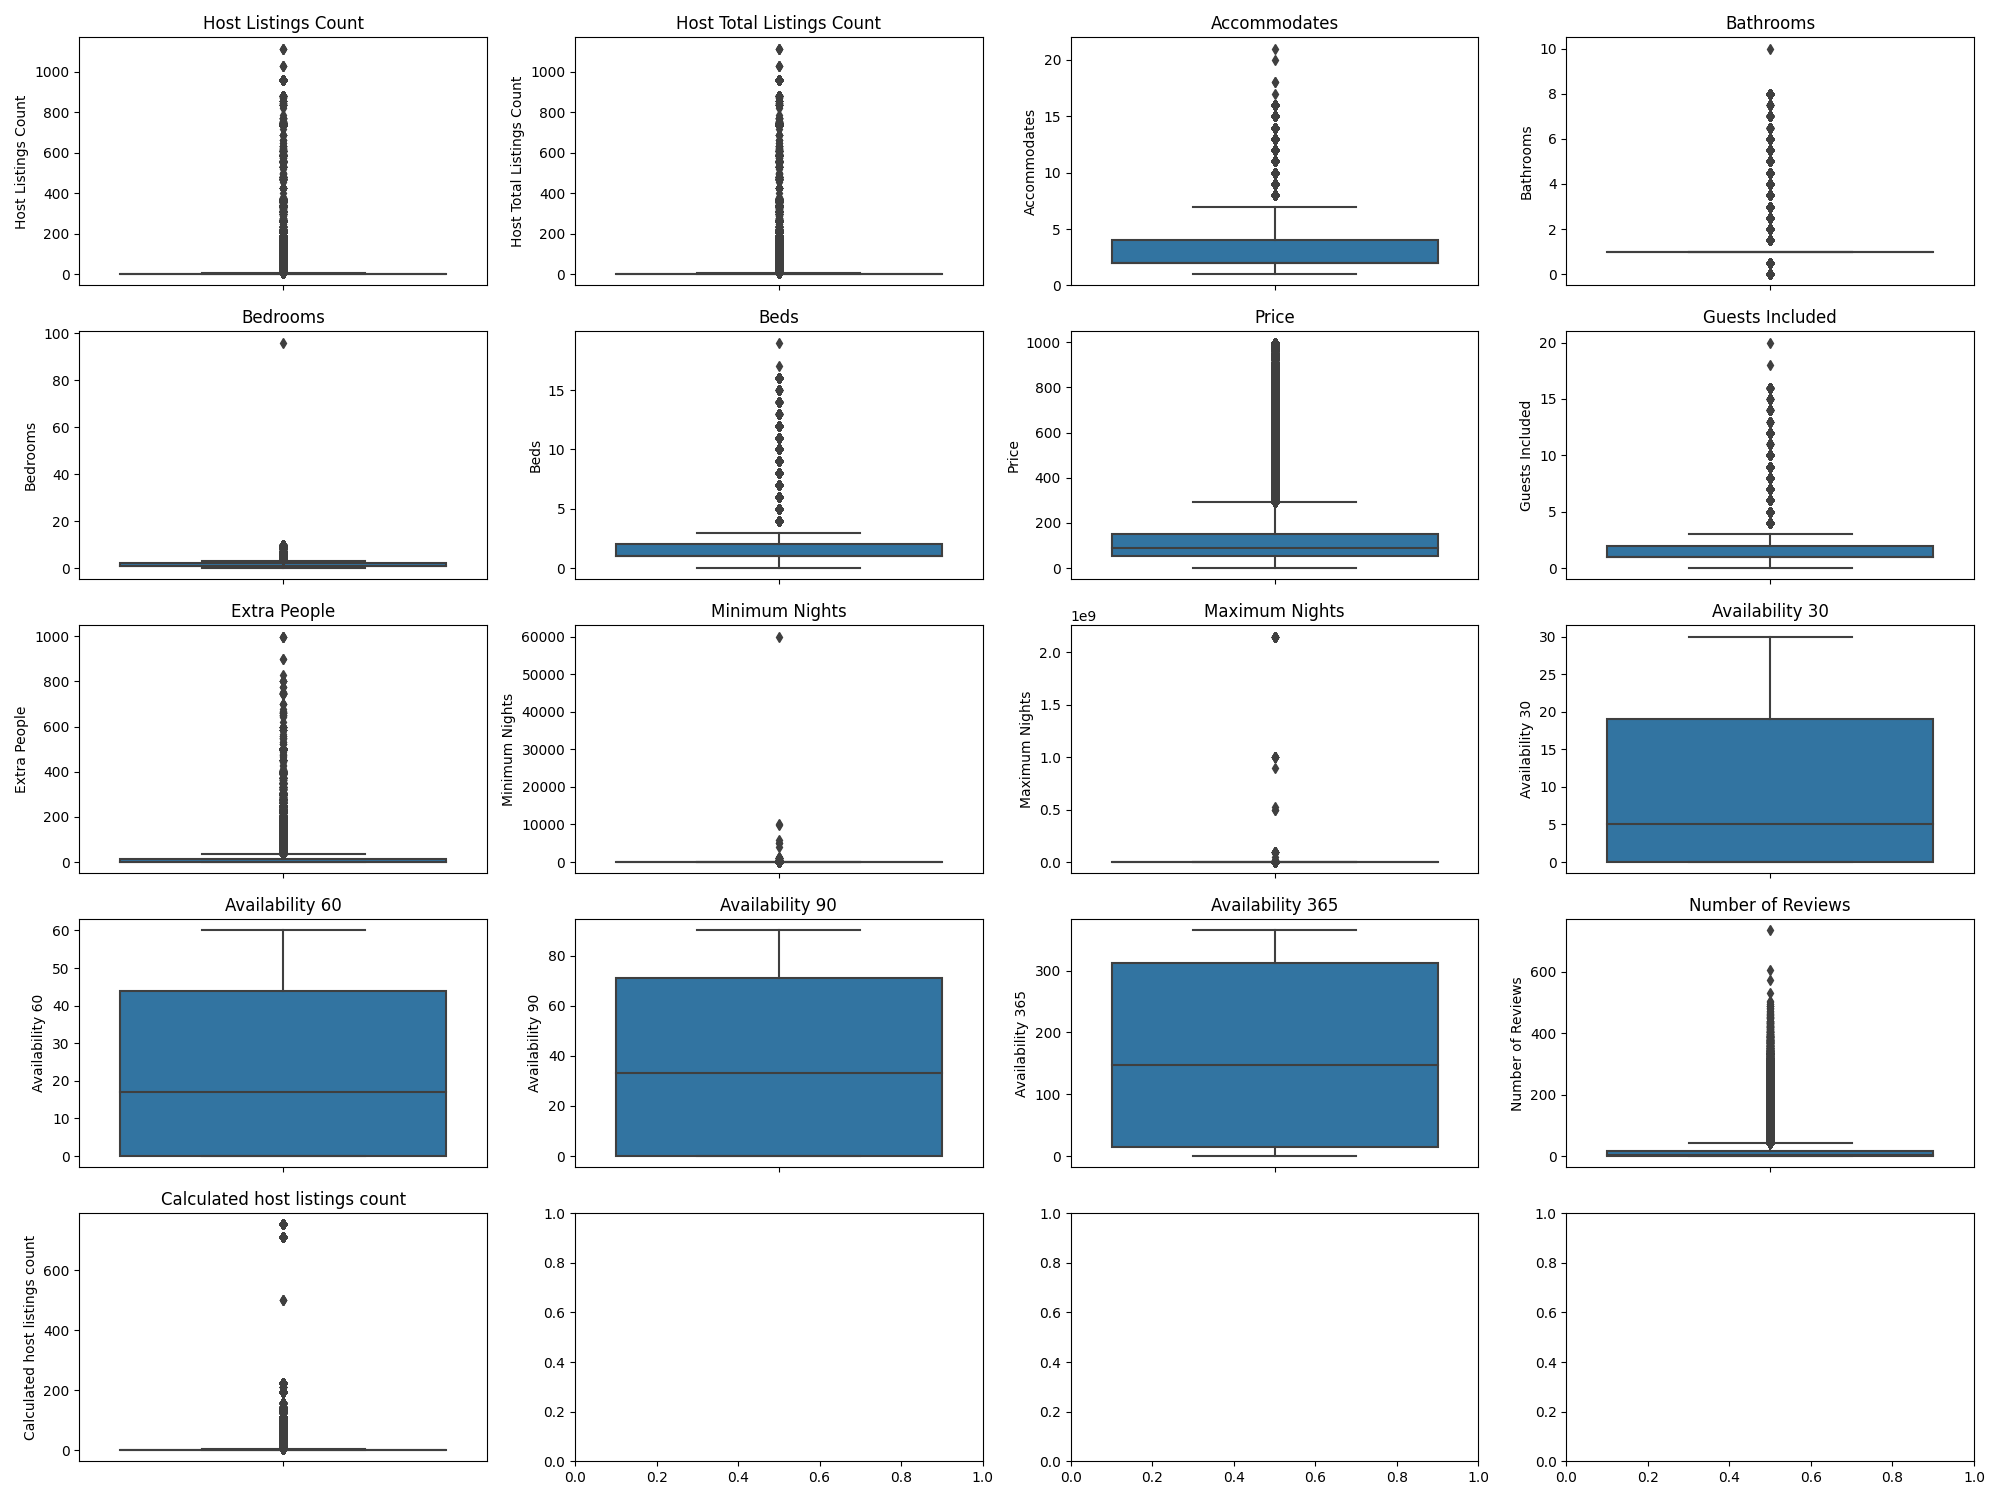 Host Listings Count
Host Total Listings Count
Accommodates
Bathrooms
Host Listings Count
1000
800
600
400
200
0
Host Total Listings Count
1000
800
600
400
200
0
Accommodates
20
15
10
5
0
Bathrooms
10
8
6
4
2
0
Bedrooms
Beds
Price
Guests Included
Bedrooms
100
80
60
40
20
0
Beds
15
10
5
0
Price
1000
800
600
400
200
0
Guests Included
20
15
10
5
0
Extra People
Minimum Nights
Maximum Nights
Availability 30
Extra People
1000
800
600
400
200
0
Minimum Nights
60000
50000
40000
30000
20000
10000
0
Maximum Nights
1e9
2.0
1.5
1.0
0.5
0.0
Availability 30
30
25
20
15
10
5
0
Availability 60
Availability 90
Availability 365
Number of Reviews
Availability 60
60
50
40
30
20
10
0
Availability 90
80
60
40
20
0
Availability 365
300
200
100
0
Number of Reviews
600
400
200
0
Calculated host listings count
Calculated host listings count
600
400
200
0
1.0
0.8
0.6
0.4
0.2
0.0
0.0 0.2 0.4 0.6 0.8 1.0
1.0
0.8
0.6
0.4
0.2
0.0
0.0 0.2 0.4 0.6 0.8 1.0
1.0
0.8
0.6
0.4
0.2
0.0
0.0 0.2 0.4 0.6 0.8 1.0